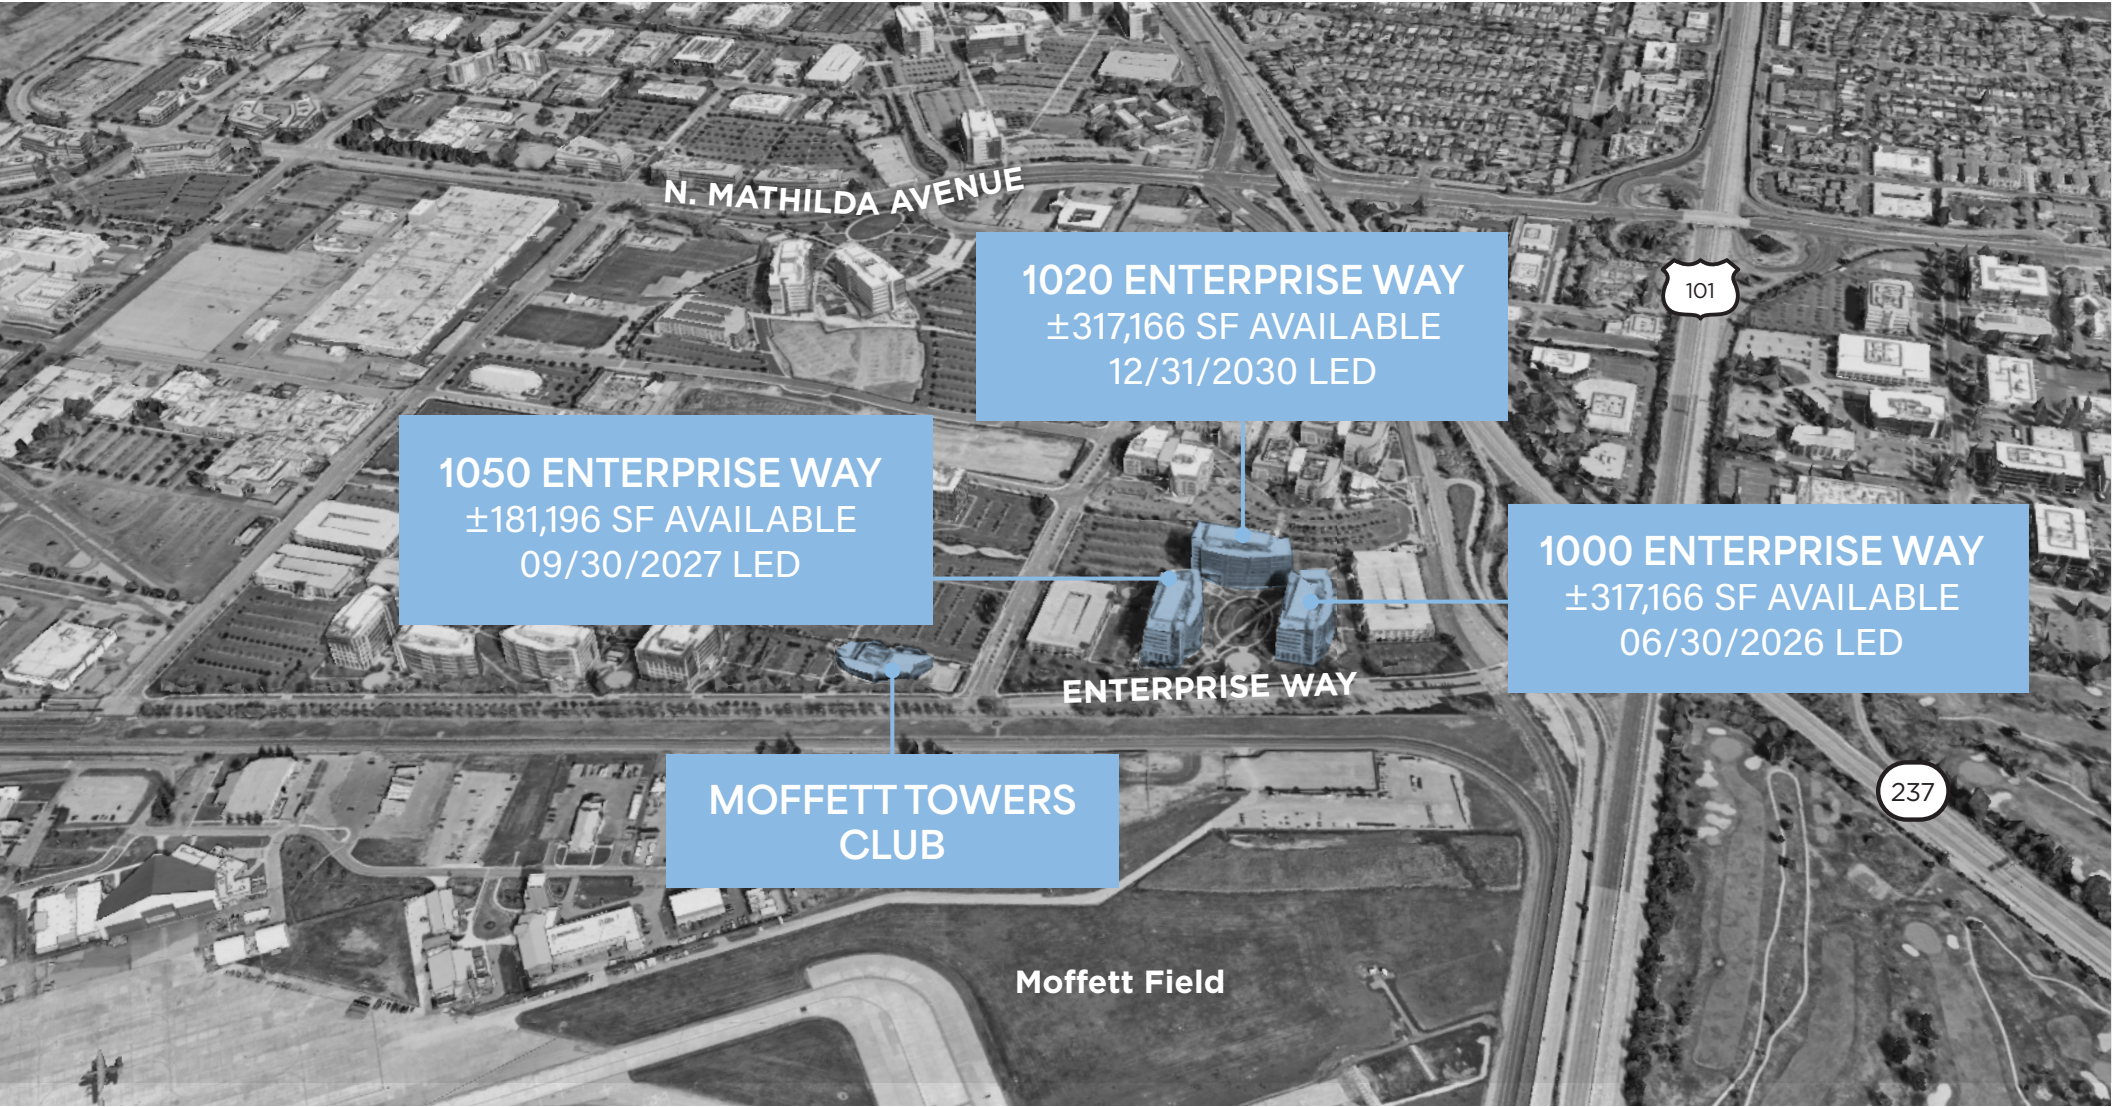 N. MATHILDA AVENUE
1020 ENTERPRISE WAY
±317,166 SF AVAILABLE
12/31/2030 LED
101
1050 ENTERPRISE WAY
±181,196 SF AVAILABLE
09/30/2027 LED
1000 ENTERPRISE WAY
±317,166 SF AVAILABLE
06/30/2026 LED
ENTERPRISE WAY
MOFFETT TOWERS
CLUB
237
Moffett Field